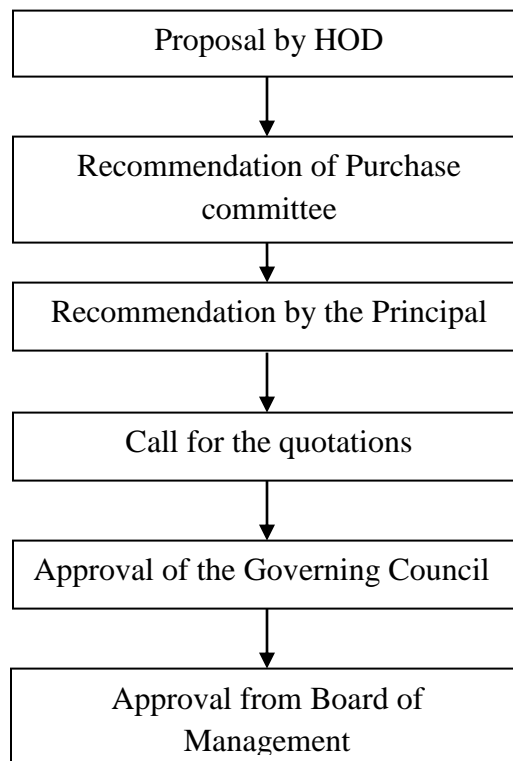 Proposal by HOD
Recommendation of Purchase
committee
Recommendation by the Principal
Call for the quotations
Approval of the Governing Council
Approval from Board of
Management